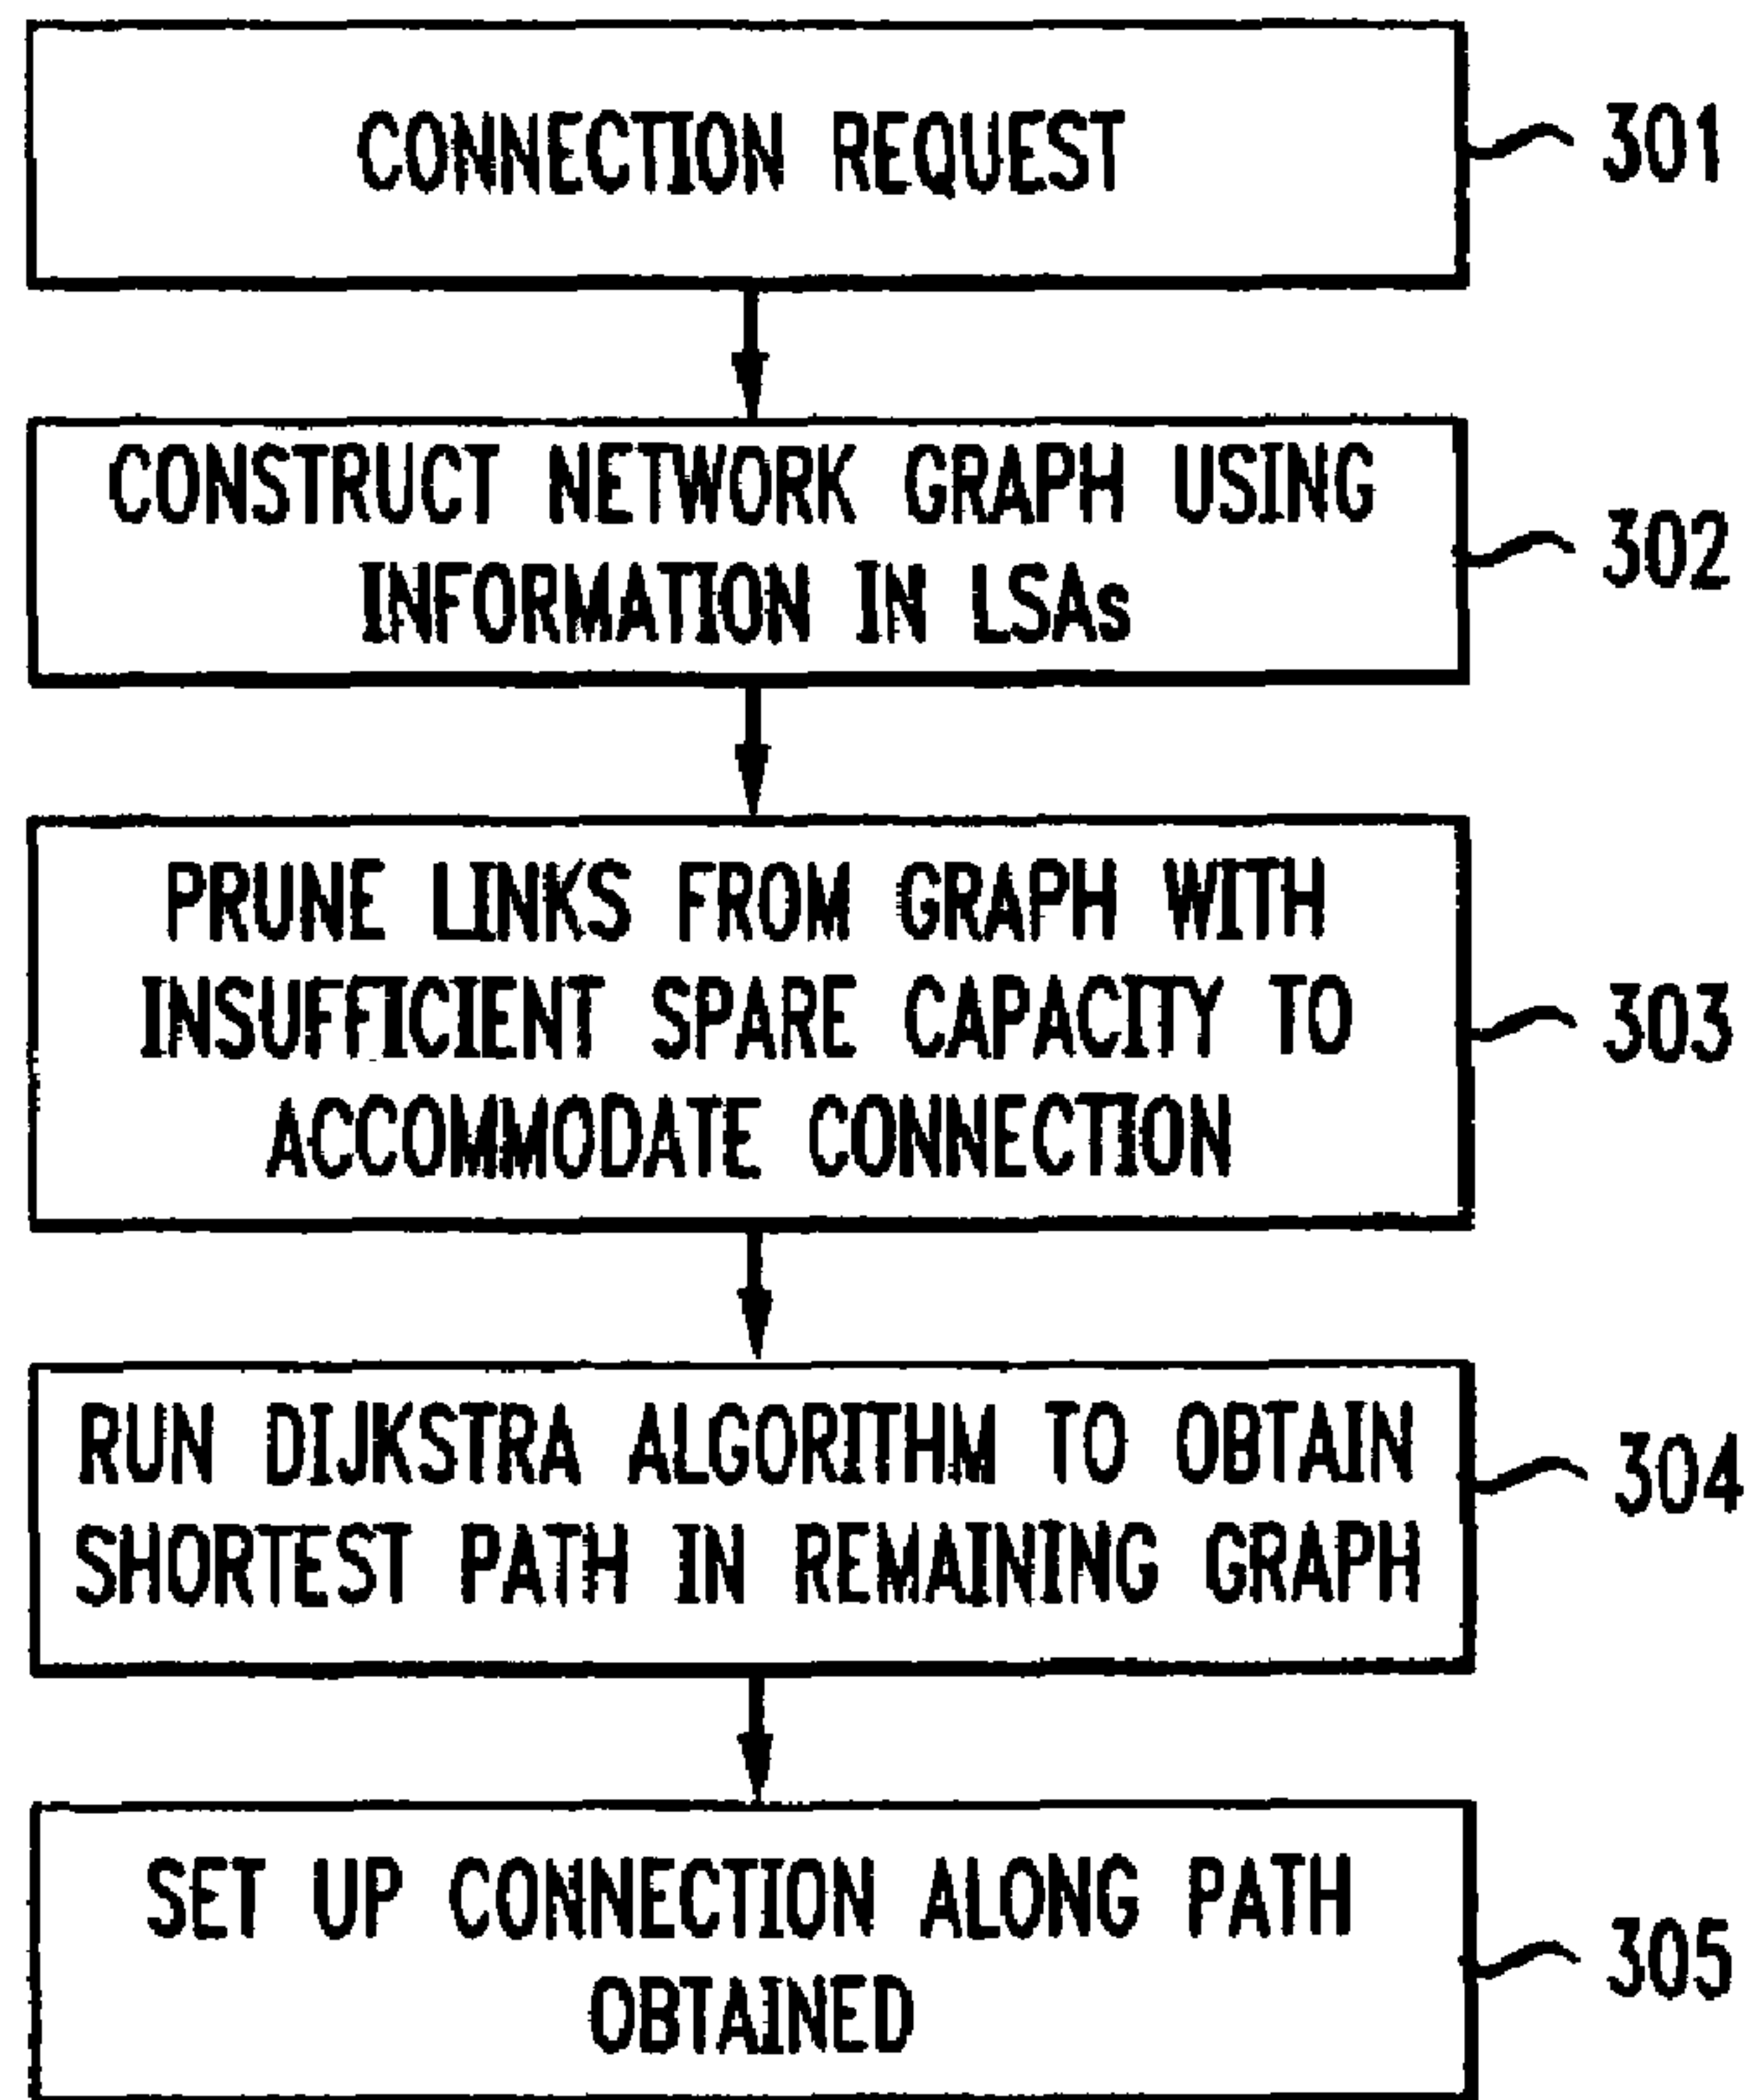 CONNECTION REQUEST
301
CONSTRUCT NETWORK GRAPH USING
INFORMATION IN LSAs
302
PRUNE LINKS FROM GRAPH WITH
INSUFFICIENT SPARE CAPACITY TO
ACCOMMODATE CONNECTION
303
RUN DIJKSTRA ALGORITHM TO OBTAIN
SHORTEST PATH IN REMAINING GRAPH
304
SET UP CONNECTION ALONG PATH
OBTAINED
305